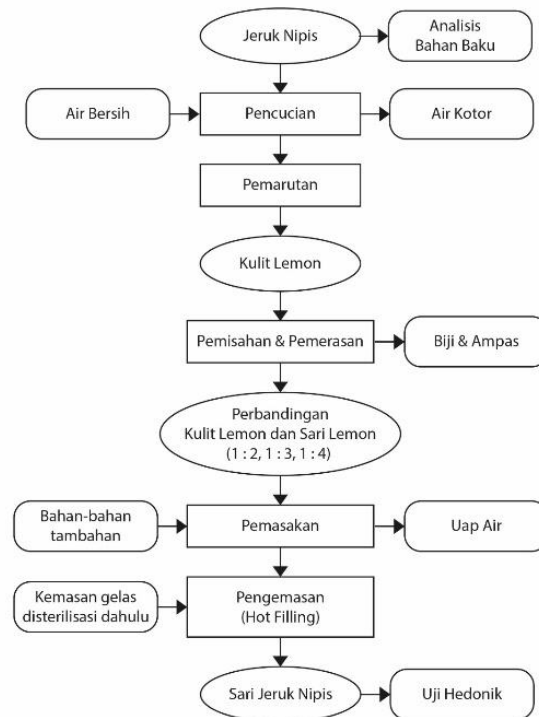 Jeruk Nipis
Analisis
Bahan Baku
Air Bersih
Pencucian
Air Kotor
Pemarutan
Kulit Lemon
Pemisahan & Pemerasan
Biji & Ampas
Perbandingan
Kulit Lemon dan Sari Lemon
(1 : 2, 1 : 3, 1 : 4)
Bahan-bahan
tambahan
Pemasakan
Uap Air
Kemasan gelas
disterilisasi dahulu
Pengemasan
(Hot Filling)
Sari Jeruk Nipis
Uji Hedonik